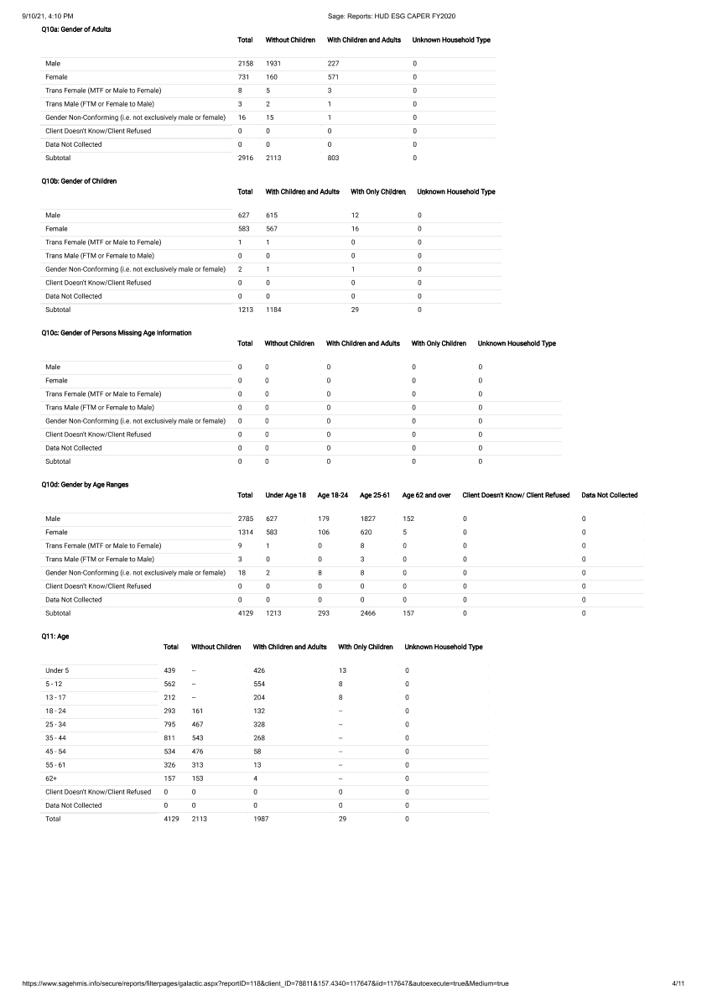 9/10/21, 4:10 PM Sage: Reports: HUD ESG CAPER FY2020
Q10a: Gender of Adults
Total Without Children With Children and Adults Unknown Household Type
Male 2158 1931 227 0
Female 731 160 571 0
Trans Female (MTF or Male to Female) 8 5 3 0
Trans Male (FTM or Female to Male) 3 2 1 0
Gender Non-Conforming (i.e. not exclusively male or female) 16 15 1 0
Client Doesn't Know/Client Refused 0 0 0 0
Data Not Collected 0 0 0 0
Subtotal 2916 2113 803 0
Q10b: Gender of Children
Total With Children and Adults With Only Children Unknown Household Type
Male 627 615 12 0
Female 583 567 16 0
Trans Female (MTF or Male to Female) 1 1 0 0
Trans Male (FTM or Female to Male) 0 0 0 0
Gender Non-Conforming (i.e. not exclusively male or female) 2 1 1 0
Client Doesn't Know/Client Refused 0 0 0 0
Data Not Collected 0 0 0 0
Subtotal 1213 1184 29 0
Q10c: Gender of Persons Missing Age Information
Total Without Children With Children and Adults With Only Children Unknown Household Type
Male 0 0 0 0 0
Female 0 0 0 0 0
Trans Female (MTF or Male to Female) 0 0 0 0 0
Trans Male (FTM or Female to Male) 0 0 0 0 0
Gender Non-Conforming (i.e. not exclusively male or female) 0 0 0 0 0
Client Doesn't Know/Client Refused 0 0 0 0 0
Data Not Collected 0 0 0 0 0
Subtotal 0 0 0 0 0
Q10d: Gender by Age Ranges
Total Under Age 18 Age 18-24 Age 25-61 Age 62 and over Client Doesn't Know/ Client Refused Data Not Collected
Male 2785 627 179 1827 152 0 0
Female 1314 583 106 620 5 0 0
Trans Female (MTF or Male to Female) 9 1 0 8 0 0 0
Trans Male (FTM or Female to Male) 3 0 0 3 0 0 0
Gender Non-Conforming (i.e. not exclusively male or female) 18 2 8 8 0 0 0
Client Doesn't Know/Client Refused 0 0 0 0 0 0 0
Data Not Collected 0 0 0 0 0 0 0
Subtotal 4129 1213 293 2466 157 0 0
Q11: Age
Total Without Children With Children and Adults With Only Children Unknown Household Type
Under 5 439 -- 426 13 0
5 - 12 562 -- 554 8 0
13 - 17 212 -- 204 8 0
18 - 24 293 161 132 -- 0
25 - 34 795 467 328 -- 0
35 - 44 811 543 268 -- 0
45 - 54 534 476 58 -- 0
55 - 61 326 313 13 -- 0
62+ 157 153 4 -- 0
Client Doesn't Know/Client Refused 0 0 0 0 0
Data Not Collected 0 0 0 0 0
Total 4129 2113 1987 29 0
https://www.sagehmis.info/secure/reports/filterpages/galactic.aspx?reportID=118&client_ID=78811&157.4340=117647&iid=117647&autoexecute=true&Medium=true 4/11